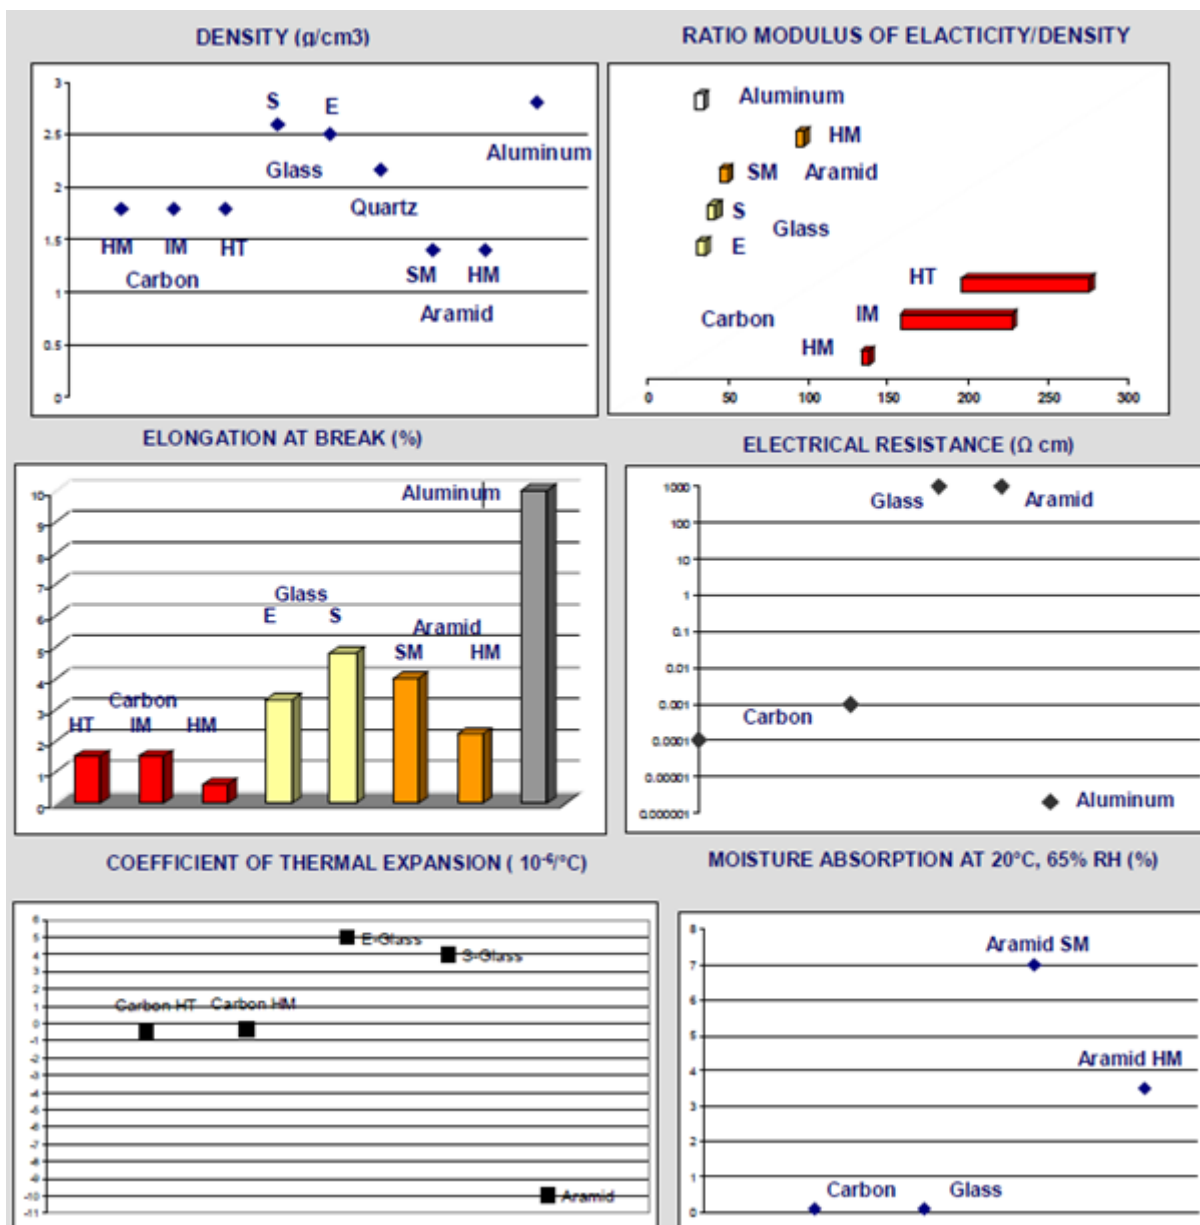 DENSITY (g/cm3)
3
2.5
2
1.5
1
0.5
0
S
E
Aluminum
Glass
Quartz
HM
IM
HT
Carbon
SM
HM
Aramid
RATIO MODULUS OF ELACTICITY/DENSITY
Aluminum
HM
SM Aramid
S
Glass
E
HT
Carbon
IM
HM
0 50 100 150 200 250 300
ELONGATION AT BREAK (%)
10
9
8
7
6
5
4
3
2
1
0
Aluminum
Glass
E S
Aramid
SM HM
Carbon
HT IM HM
ELECTRICAL RESISTANCE (Ω cm)
1000
100
10
1
0.1
0.01
0.001
0.0001
0.00001
0.000001
Glass
Aramid
Carbon
Aluminum
COEFFICIENT OF THERMAL EXPANSION ( 10⁻⁶/°C)
6
5
4
3
2
1
0
-1
-2
-3
-4
-5
-6
-7
-8
-9
-10
-11
E-Glass
S-Glass
Carbon HT
Carbon HM
Aramid
MOISTURE ABSORPTION AT 20°C, 65% RH (%)
8
7
6
5
4
3
2
1
0
Aramid SM
Aramid HM
Carbon
Glass